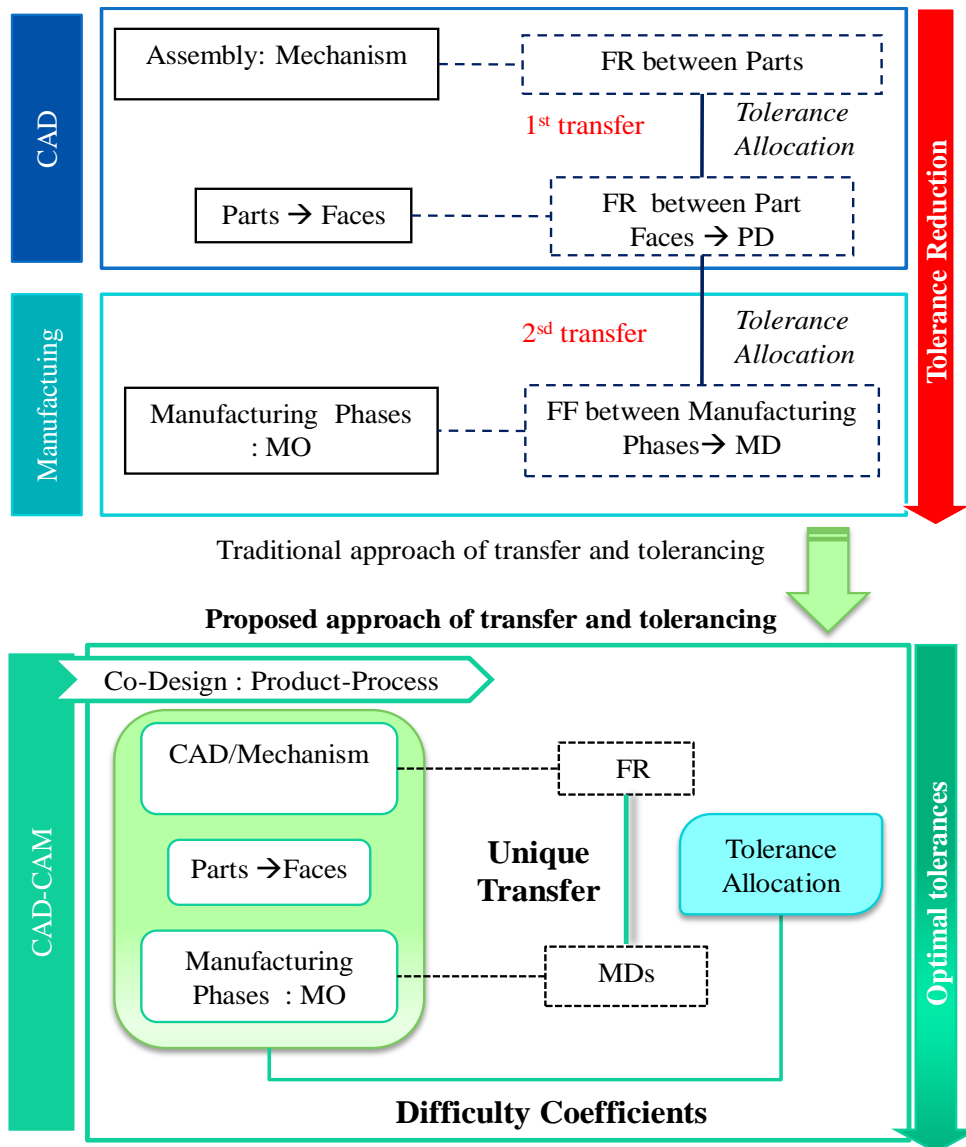 CAD
Assembly: Mechanism
FR between Parts
1st transfer
Tolerance
Allocation
Parts → Faces
FR between Part
Faces → PD
Tolerance Reduction
Manufactuing
2sd transfer
Tolerance
Allocation
Manufacturing Phases
: MO
FF between Manufacturing
Phases→ MD
Traditional approach of transfer and tolerancing
Proposed approach of transfer and tolerancing
CAD-CAM
Co-Design : Product-Process
CAD/Mechanism
FR
Parts →Faces
Unique
Transfer
Tolerance
Allocation
Manufacturing
Phases : MO
MDs
Optimal tolerances
Difficulty Coefficients